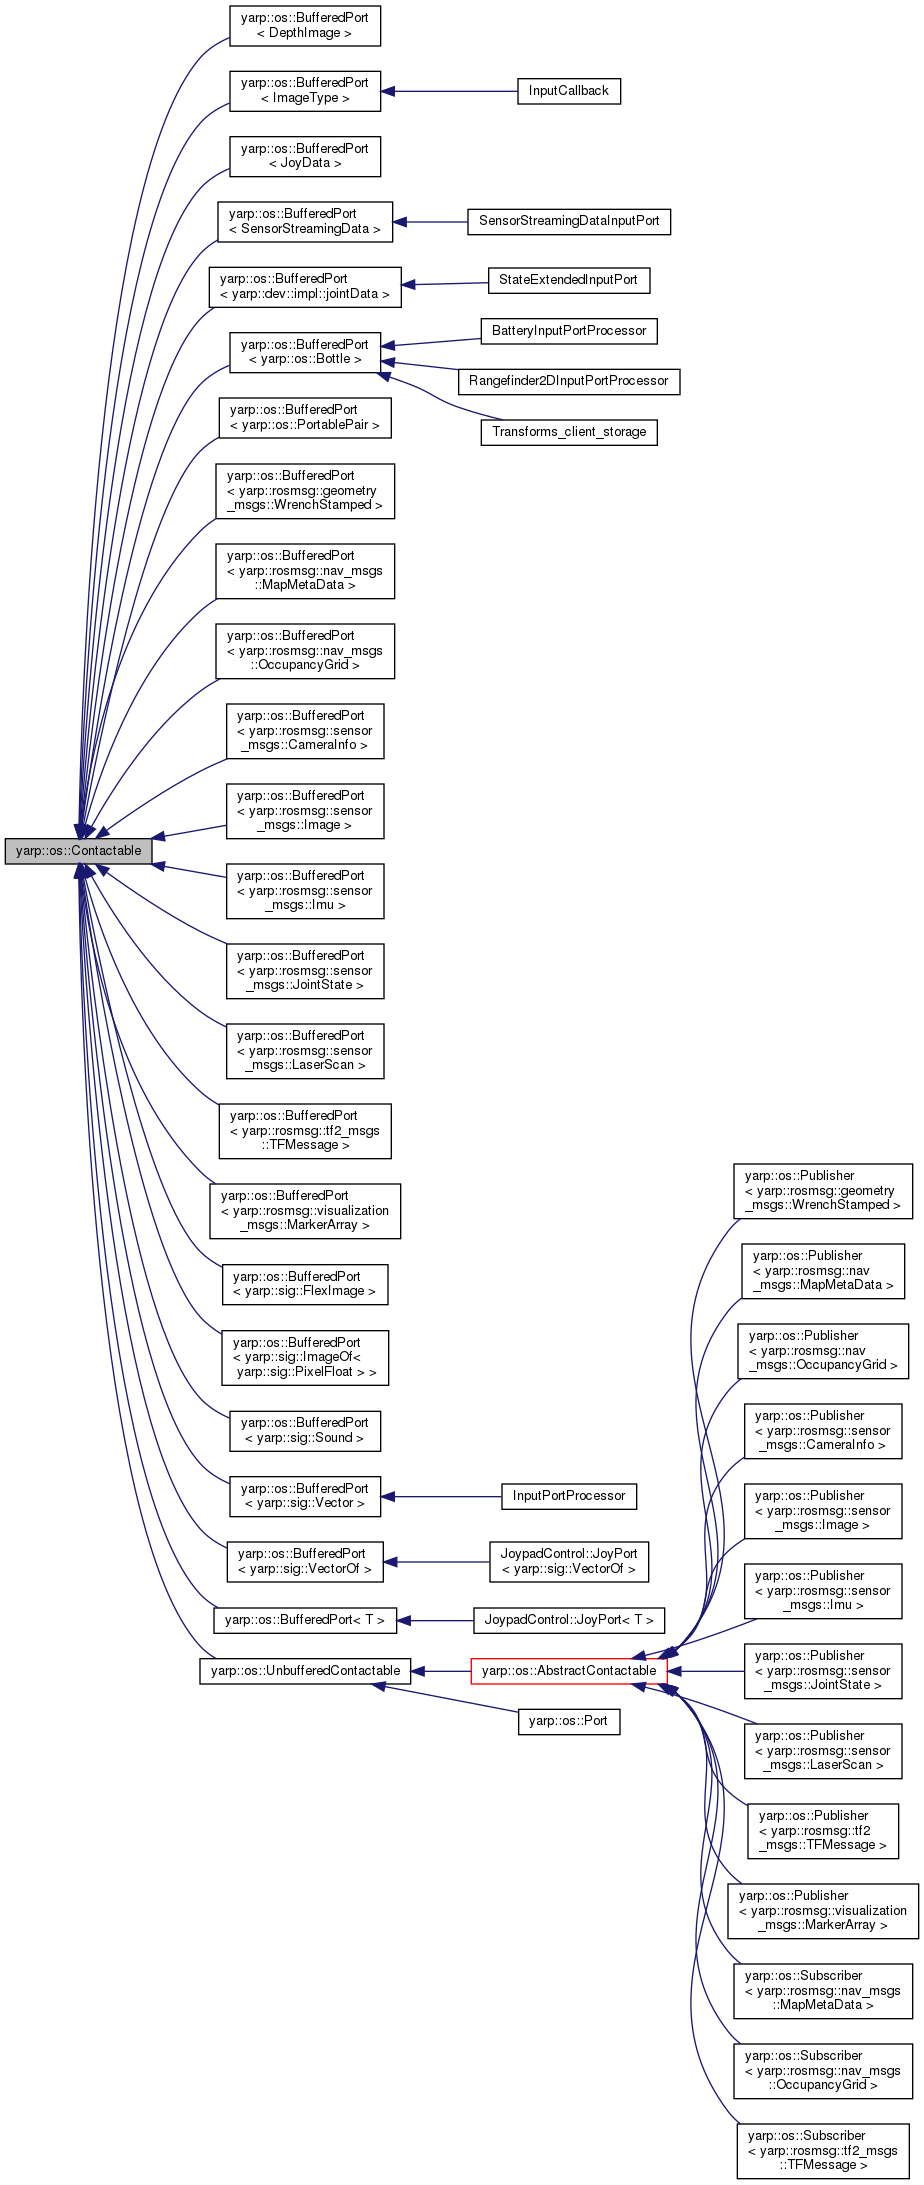 yarp::os::BufferedPort
< DepthImage >
yarp::os::BufferedPort
< ImageType >
InputCallback
yarp::os::BufferedPort
< JoyData >
yarp::os::BufferedPort
< SensorStreamingData >
SensorStreamingDataInputPort
yarp::os::BufferedPort
< yarp::dev::impl::jointData >
StateExtendedInputPort
yarp::os::BufferedPort
< yarp::os::Bottle >
BatteryInputPortProcessor
Rangefinder2DInputPortProcessor
Transforms_client_storage
yarp::os::BufferedPort
< yarp::os::PortablePair >
yarp::os::BufferedPort
< yarp::rosmsg::geometry
_msgs::WrenchStamped >
yarp::os::BufferedPort
< yarp::rosmsg::nav_msgs
::MapMetaData >
yarp::os::BufferedPort
< yarp::rosmsg::nav_msgs
::OccupancyGrid >
yarp::os::BufferedPort
< yarp::rosmsg::sensor
_msgs::CameraInfo >
yarp::os::BufferedPort
< yarp::rosmsg::sensor
_msgs::Image >
yarp::os::Contactable
yarp::os::BufferedPort
< yarp::rosmsg::sensor
_msgs::Imu >
yarp::os::BufferedPort
< yarp::rosmsg::sensor
_msgs::JointState >
yarp::os::BufferedPort
< yarp::rosmsg::sensor
_msgs::LaserScan >
yarp::os::BufferedPort
< yarp::rosmsg::tf2_msgs
::TFMessage >
yarp::os::BufferedPort
< yarp::rosmsg::visualization
_msgs::MarkerArray >
yarp::os::BufferedPort
< yarp::sig::FlexImage >
yarp::os::BufferedPort
< yarp::sig::ImageOf<
yarp::sig::PixelFloat > >
yarp::os::BufferedPort
< yarp::sig::Sound >
yarp::os::BufferedPort
< yarp::sig::Vector >
InputPortProcessor
yarp::os::BufferedPort
< yarp::sig::VectorOf >
JoypadControl::JoyPort
< yarp::sig::VectorOf >
yarp::os::BufferedPort< T >
JoypadControl::JoyPort< T >
yarp::os::UnbufferedContactable
yarp::os::AbstractContactable
yarp::os::Port
yarp::os::Publisher
< yarp::rosmsg::geometry
_msgs::WrenchStamped >
yarp::os::Publisher
< yarp::rosmsg::nav
_msgs::MapMetaData >
yarp::os::Publisher
< yarp::rosmsg::nav
_msgs::OccupancyGrid >
yarp::os::Publisher
< yarp::rosmsg::sensor
_msgs::CameraInfo >
yarp::os::Publisher
< yarp::rosmsg::sensor
_msgs::Image >
yarp::os::Publisher
< yarp::rosmsg::sensor
_msgs::Imu >
yarp::os::Publisher
< yarp::rosmsg::sensor
_msgs::JointState >
yarp::os::Publisher
< yarp::rosmsg::sensor
_msgs::LaserScan >
yarp::os::Publisher
< yarp::rosmsg::tf2
_msgs::TFMessage >
yarp::os::Publisher
< yarp::rosmsg::visualization
_msgs::MarkerArray >
yarp::os::Subscriber
< yarp::rosmsg::nav_msgs
::MapMetaData >
yarp::os::Subscriber
< yarp::rosmsg::nav_msgs
::OccupancyGrid >
yarp::os::Subscriber
< yarp::rosmsg::tf2_msgs
::TFMessage >